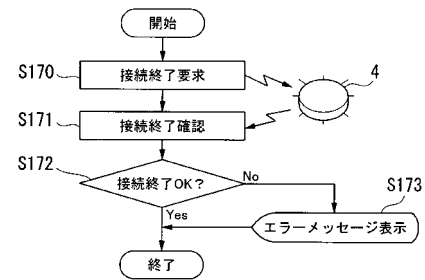 開始
S170
接続終了要求
4
S171
接続終了確認
S172
接続終了OK?
No
S173
Yes
エラーメッセージ表示
終了